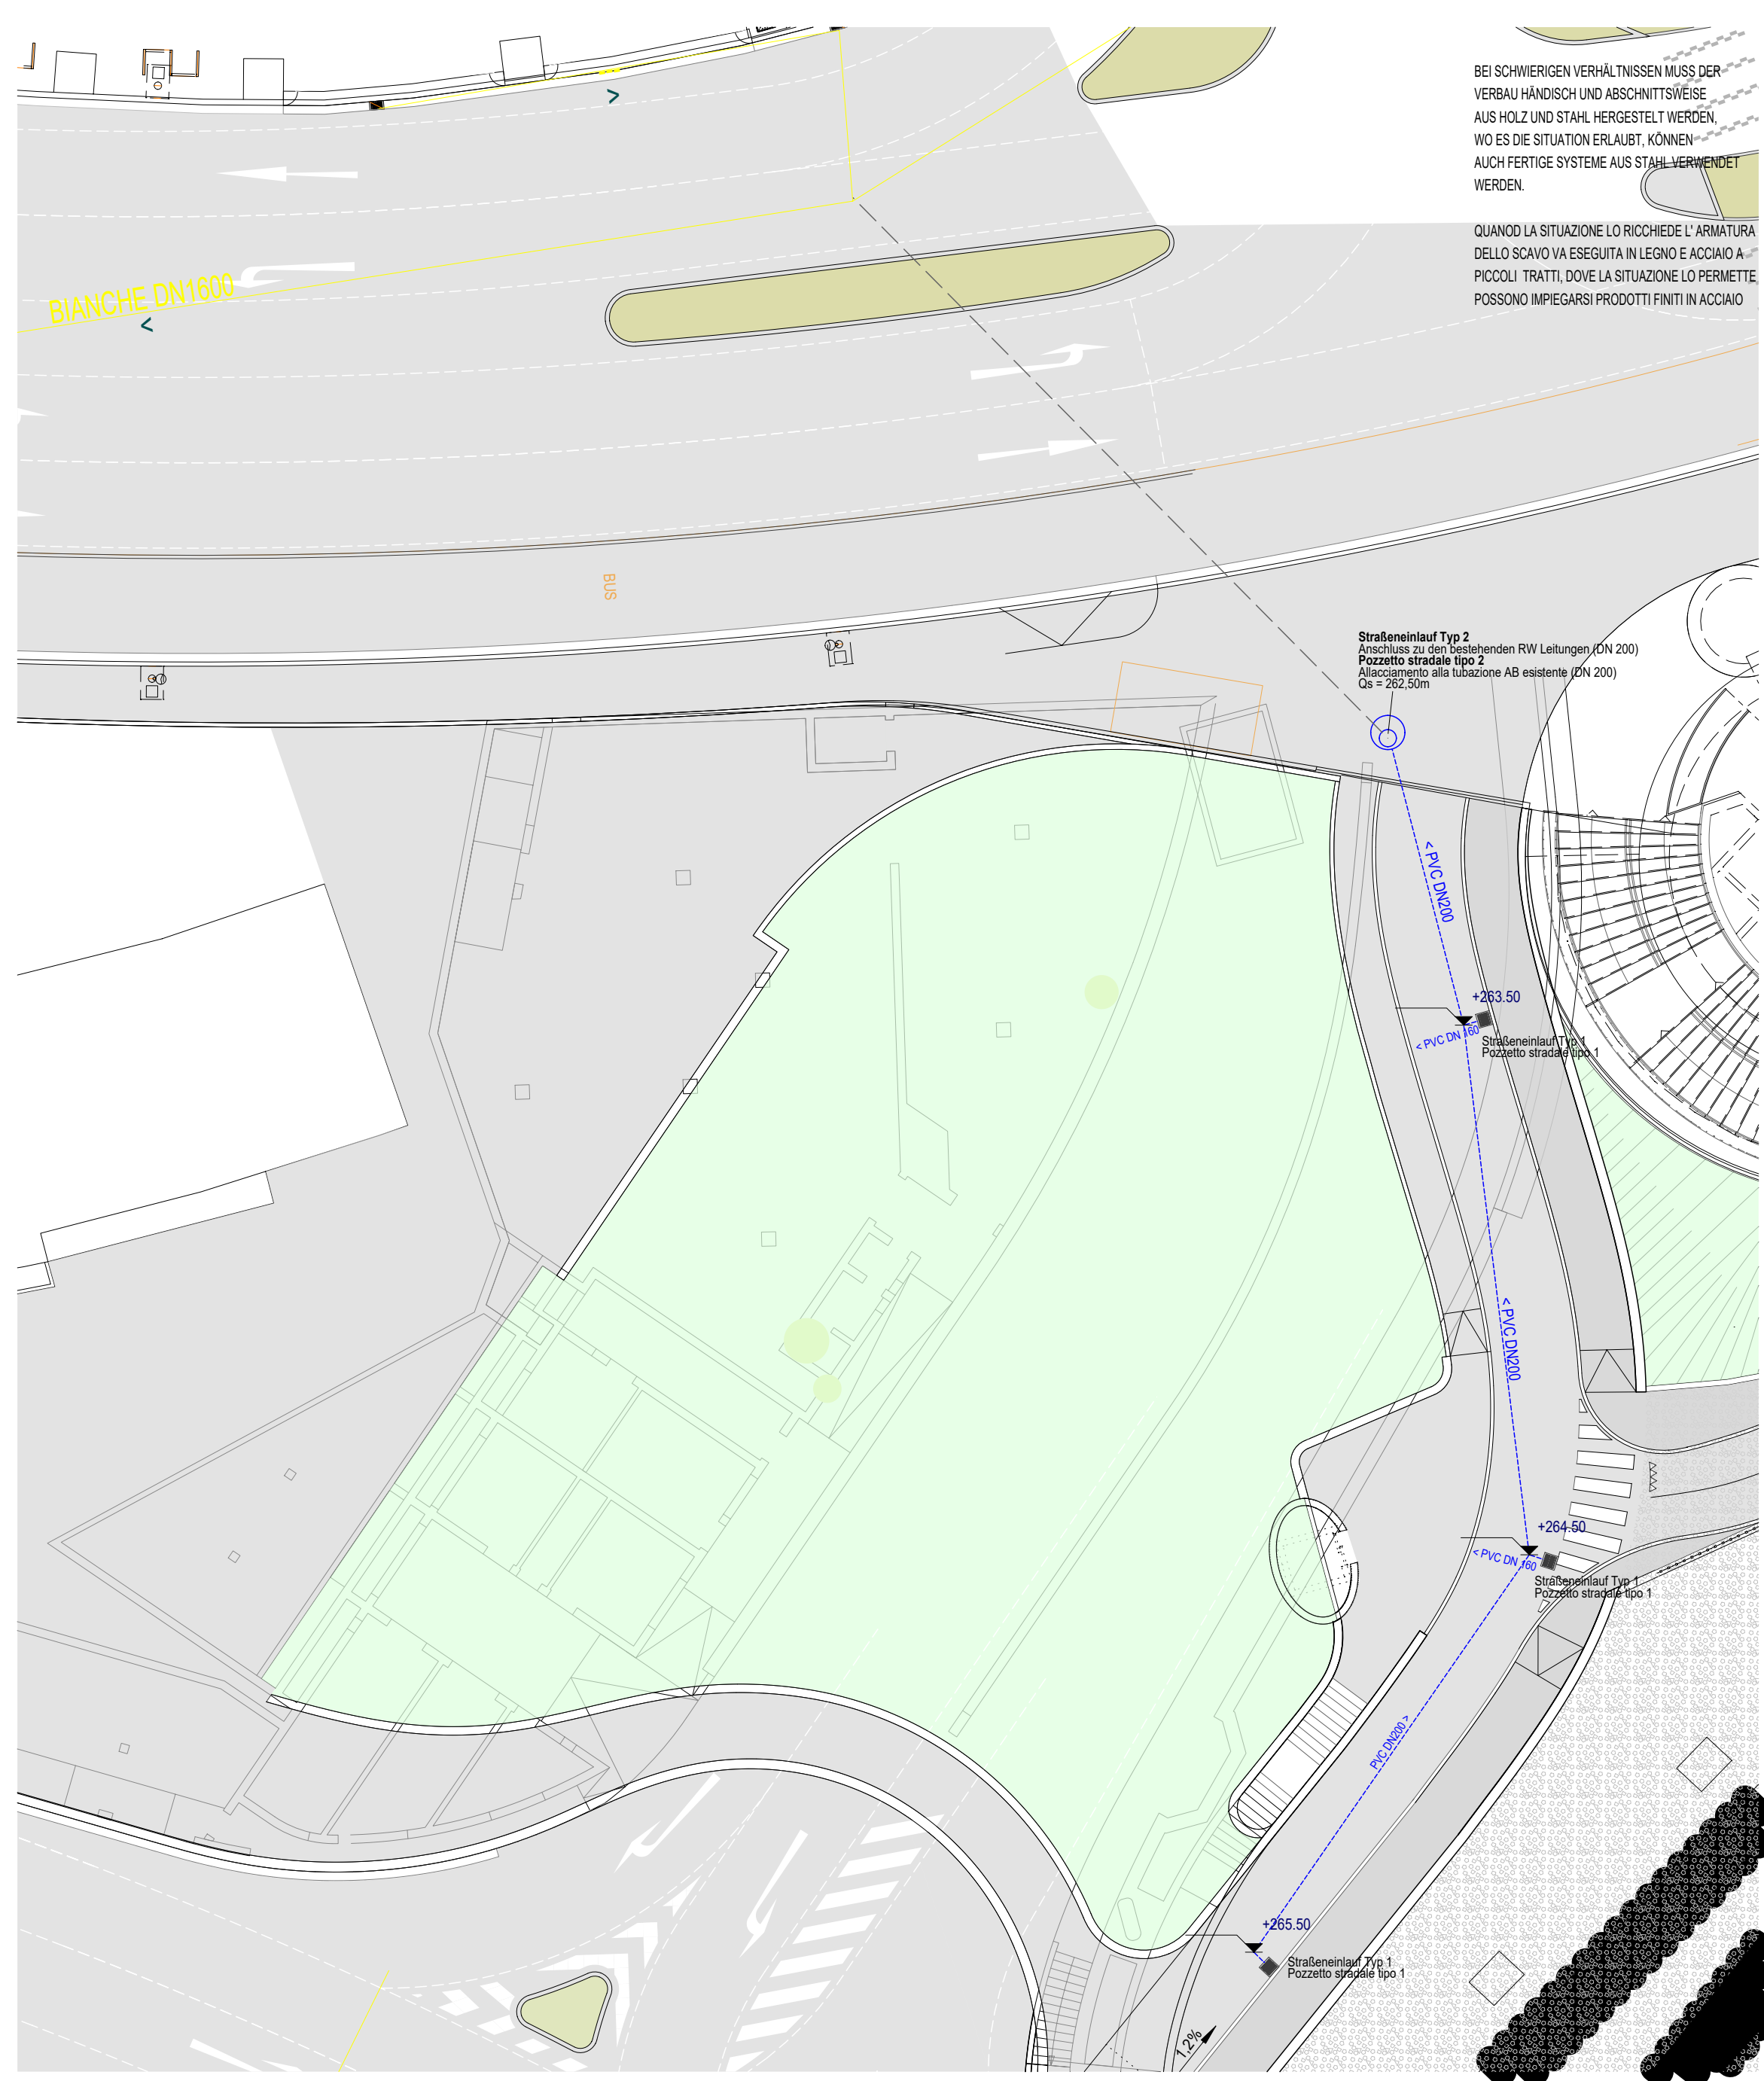 BEI SCHWIERIGEN VERHÄLTNISSEN MUSS DER
VERBAU HÄNDISCH UND ABSCHNITTSWEISE
AUS HOLZ UND STAHL HERGESTELT WERDEN,
WO ES DIE SITUATION ERLAUBT, KÖNNEN
AUCH FERTIGE SYSTEME AUS STAHL VERWENDET
WERDEN.
QUANOD LA SITUAZIONE LO RICCHIEDE L' ARMATURA
DELLO SCAVO VA ESEGUITA IN LEGNO E ACCIAIO A
PICCOLI TRATTI, DOVE LA SITUAZIONE LO PERMETTE
POSSONO IMPIEGARSI PRODOTTI FINITI IN ACCIAIO
BIANCHE DN1600
BUS
Straßeneinlauf Typ 2
Anschluss zu den bestehenden RW Leitungen (DN 200)
Pozzetto stradale tipo 2
Allacciamento alla tubazione AB esistente (DN 200)
Qs = 262,50m
< PVC DN200
+263.50
< PVC DN 160
Straßeneinlauf Typ 1
Pozzetto stradale tipo 1
< PVC DN200
+264.50
< PVC DN 160
Straßeneinlauf Typ 1
Pozzetto stradale tipo 1
PVC DN200 >
+265.50
Straßeneinlauf Typ 1
Pozzetto stradale tipo 1
1,2%